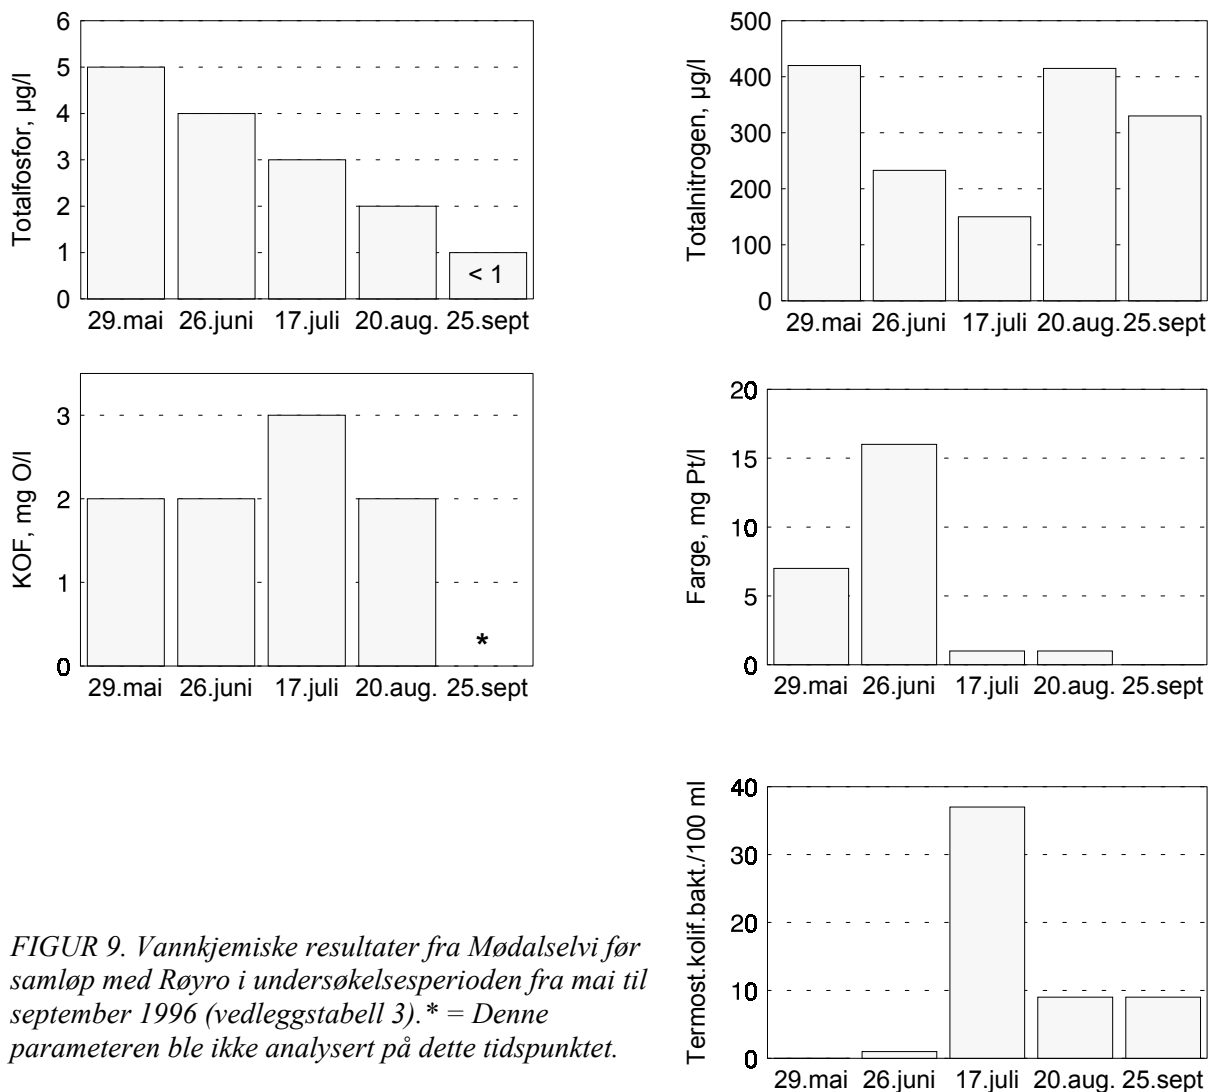 Totalfosfor, µg/l
6
5
4
3
2
1
0
< 1
29.mai 26.juni 17.juli 20.aug. 25.sept
Totalnitrogen, µg/l
500
400
300
200
100
0
29.mai 26.juni 17.juli 20.aug. 25.sept
KOF, mg O/l
3
2
1
0
*
29.mai 26.juni 17.juli 20.aug. 25.sept
Farge, mg Pt/l
20
15
10
5
0
29.mai 26.juni 17.juli 20.aug. 25.sept
Termost.kolif.bakt./100 ml
40
30
20
10
0
29.mai 26.juni 17.juli 20.aug. 25.sept
FIGUR 9. Vannkjemiske resultater fra Mødalselvi før
samløp med Røyro i undersøkelsesperioden fra mai til
september 1996 (vedleggstabell 3).* = Denne
parameteren ble ikke analysert på dette tidspunktet.